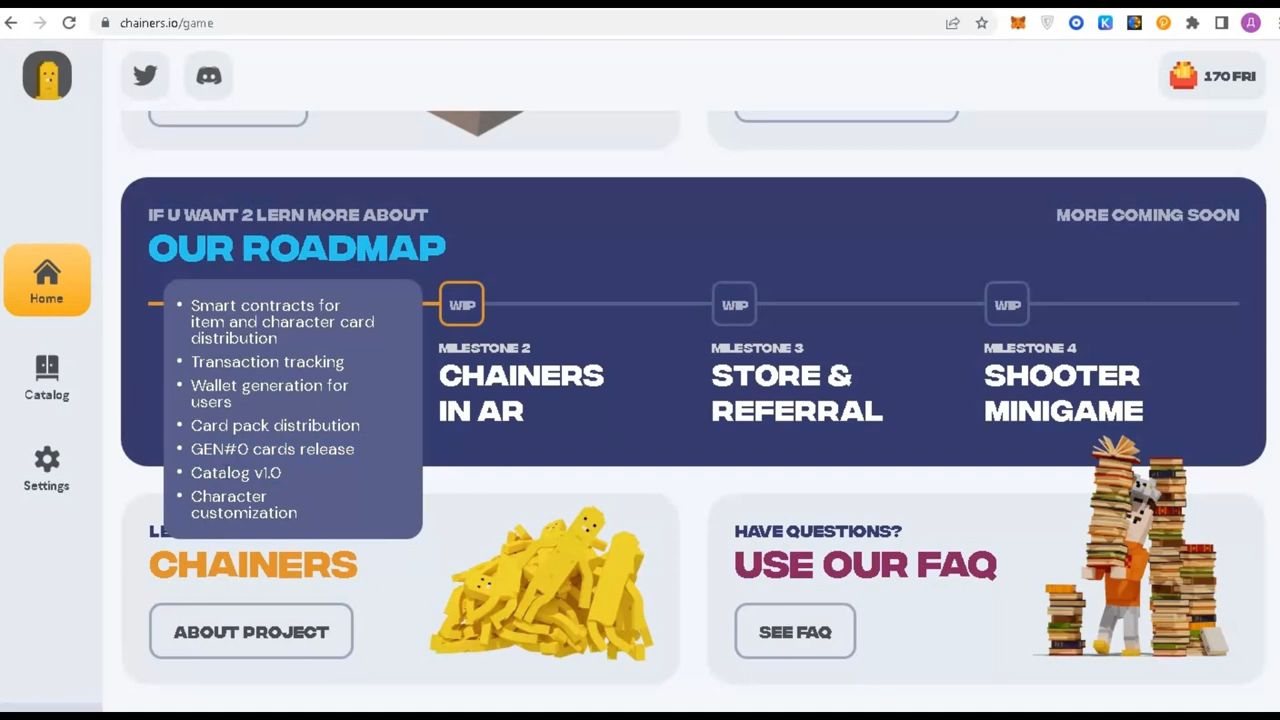 chainers.io/game
Д
170 FRI
IF U WANT 2 LERN MORE ABOUT
MORE COMING SOON
OUR ROADMAP
• Smart contracts for
item and character card
distribution
• Transaction tracking
• Wallet generation for
users
• Card pack distribution
• GEN#0 cards release
• Catalog v1.0
• Character
customization
WIP
MILESTONE 2
CHAINERS
IN AR
WIP
MILESTONE 3
STORE &
REFERRAL
WIP
MILESTONE 4
SHOOTER
MINIGAME
Home
Catalog
Settings
LE
CHAINERS
ABOUT PROJECT
HAVE QUESTIONS?
USE OUR FAQ
SEE FAQ